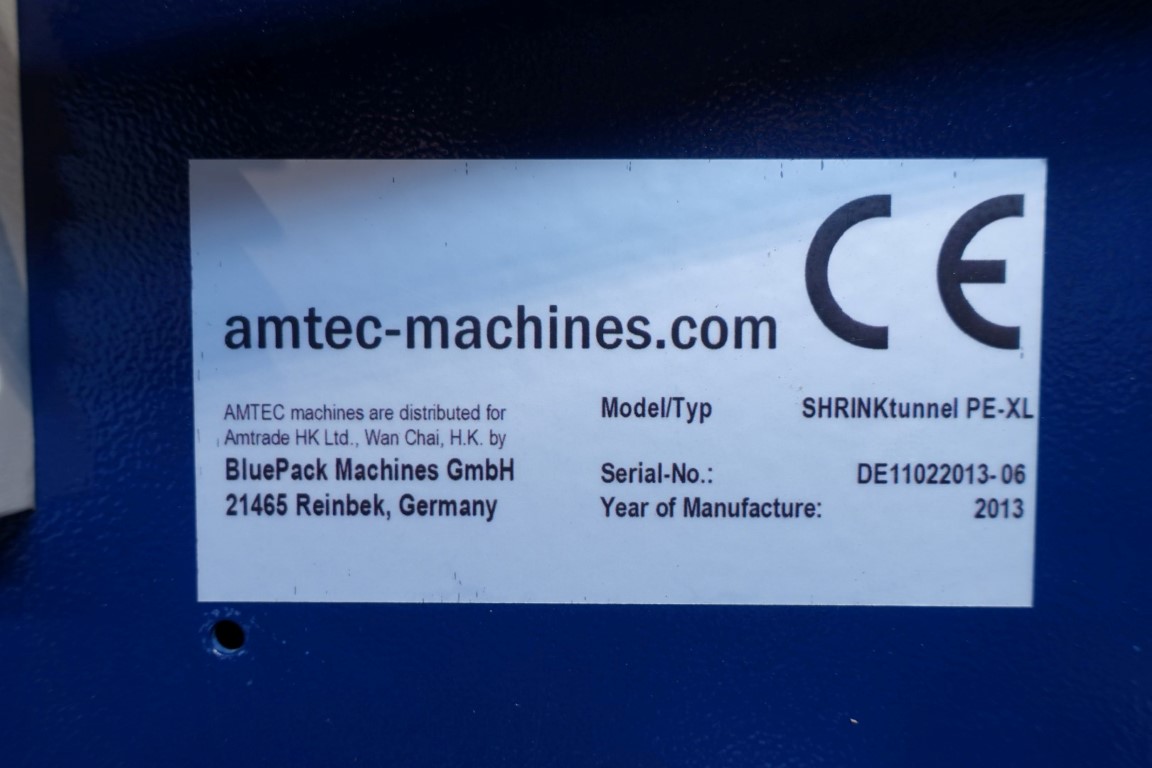 CE
amtec-machines.com
AMTEC machines are distributed for
Amtrade HK Ltd., Wan Chai, H.K. by
BluePack Machines GmbH
21465 Reinbek, Germany
Model/Typ SHRINKtunnel PE-XL
Serial-No.: DE11022013-06
Year of Manufacture: 2013